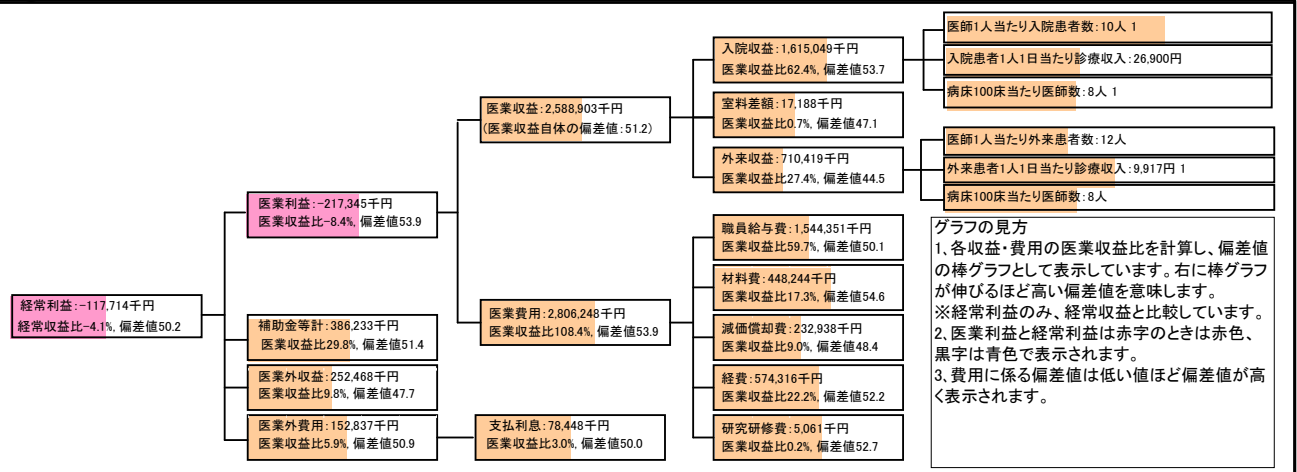 経常利益:-117,714千円
経常収益比-4.1%, 偏差値50.2
医業利益:-217,345千円
医業収益比-8.4%, 偏差値53.9
補助金等計:386,233千円
医業収益比29.8%, 偏差値51.4
医業外収益:252,468千円
医業収益比9.8%, 偏差値47.7
医業外費用:152,837千円
医業収益比5.9%, 偏差値50.9
医業収益:2,588,903千円
(医業収益自体の偏差値:51.2)
医業費用:2,806,248千円
医業収益比108.4%, 偏差値53.9
支払利息:78,448千円
医業収益比3.0%, 偏差値50.0
入院収益:1,615,049千円
医業収益比62.4%, 偏差値53.7
室料差額:17,188千円
医業収益比0.7%, 偏差値47.1
外来収益:710,419千円
医業収益比27.4%, 偏差値44.5
職員給与費:1,544,351千円
医業収益比59.7%, 偏差値50.1
材料費:448,244千円
医業収益比17.3%, 偏差値54.6
減価償却費:232,938千円
医業収益比9.0%, 偏差値48.4
経費:574,316千円
医業収益比22.2%, 偏差値52.2
研究研修費:5,061千円
医業収益比0.2%, 偏差値52.7
医師1人当たり入院患者数:10人 1
入院患者1人1日当たり診療収入:26,900円
病床100床当たり医師数:8人 1
医師1人当たり外来患者数:12人
外来患者1人1日当たり診療収入:9,917円 1
病床100床当たり医師数:8人
グラフの見方
1、各収益・費用の医業収益比を計算し、偏差値
の棒グラフとして表示しています。右に棒グラフ
が伸びるほど高い偏差値を意味します。
※経常利益のみ、経常収益と比較しています。
2、医業利益と経常利益は赤字のときは赤色、
黒字は青色で表示されます。
3、費用に係る偏差値は低い値ほど偏差値が高
く表示されます。